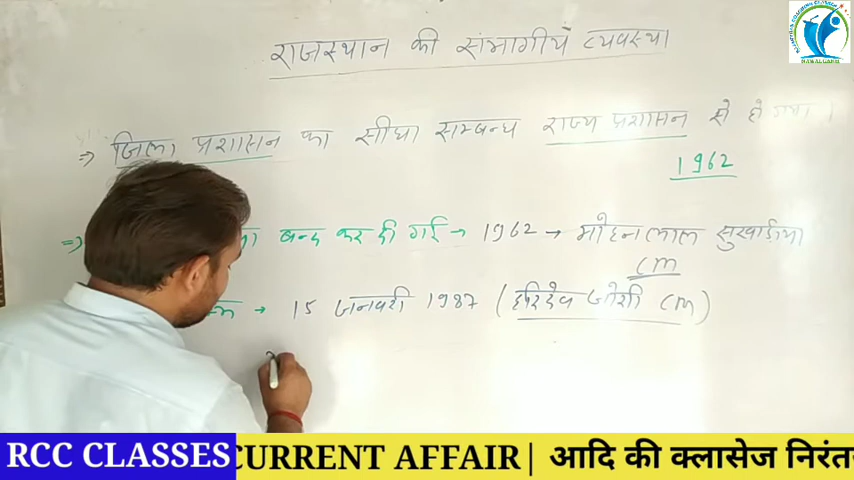 राजस्थान की संभागीय व्यवस्था
⇒ जिला प्रशासन का सीधा सम्बन्ध राज्य प्रशासन से हो गया।
1962
⇒ बन्द कर दी गई → 1962 → मोहनलाल सुखाडीया
CM
→ 15 जनवरी 1987 (हरिदेव जोशी CM)
RCC CLASSES CURRENT AFFAIR| आदि की क्लासेज निरंत
NAWALGARH